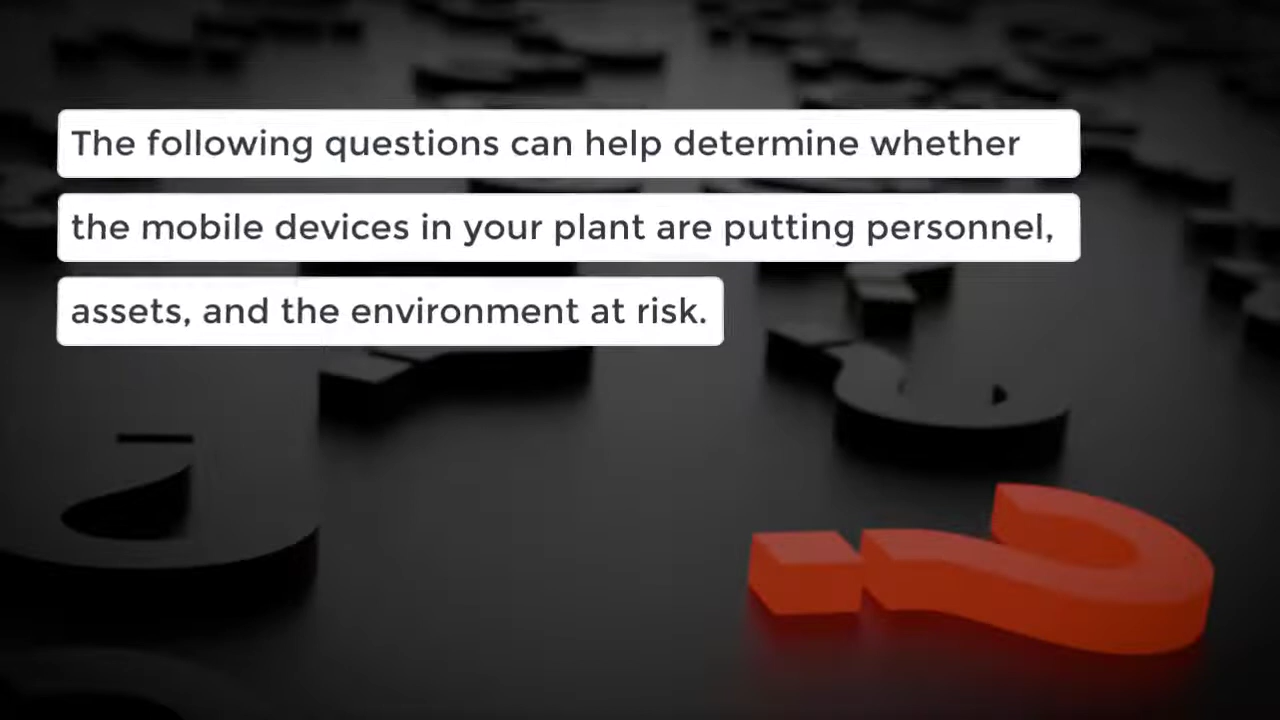 The following questions can help determine whether
the mobile devices in your plant are putting personnel,
assets, and the environment at risk.